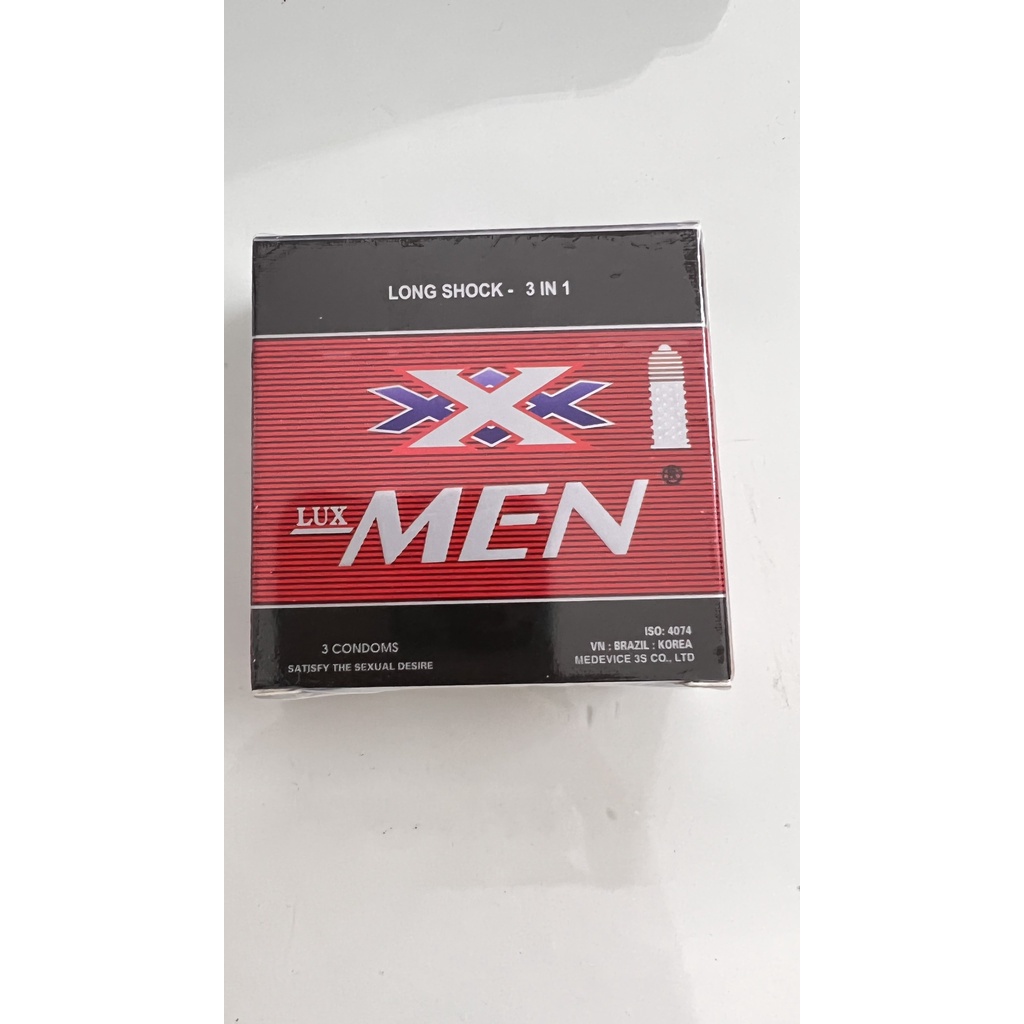 LONG SHOCK - 3 IN 1
X
LUX MEN ®
3 CONDOMS
SATISFY THE SEXUAL DESIRE
ISO: 4074
VN : BRAZIL : KOREA
MEDEVICE 3S CO., LTD